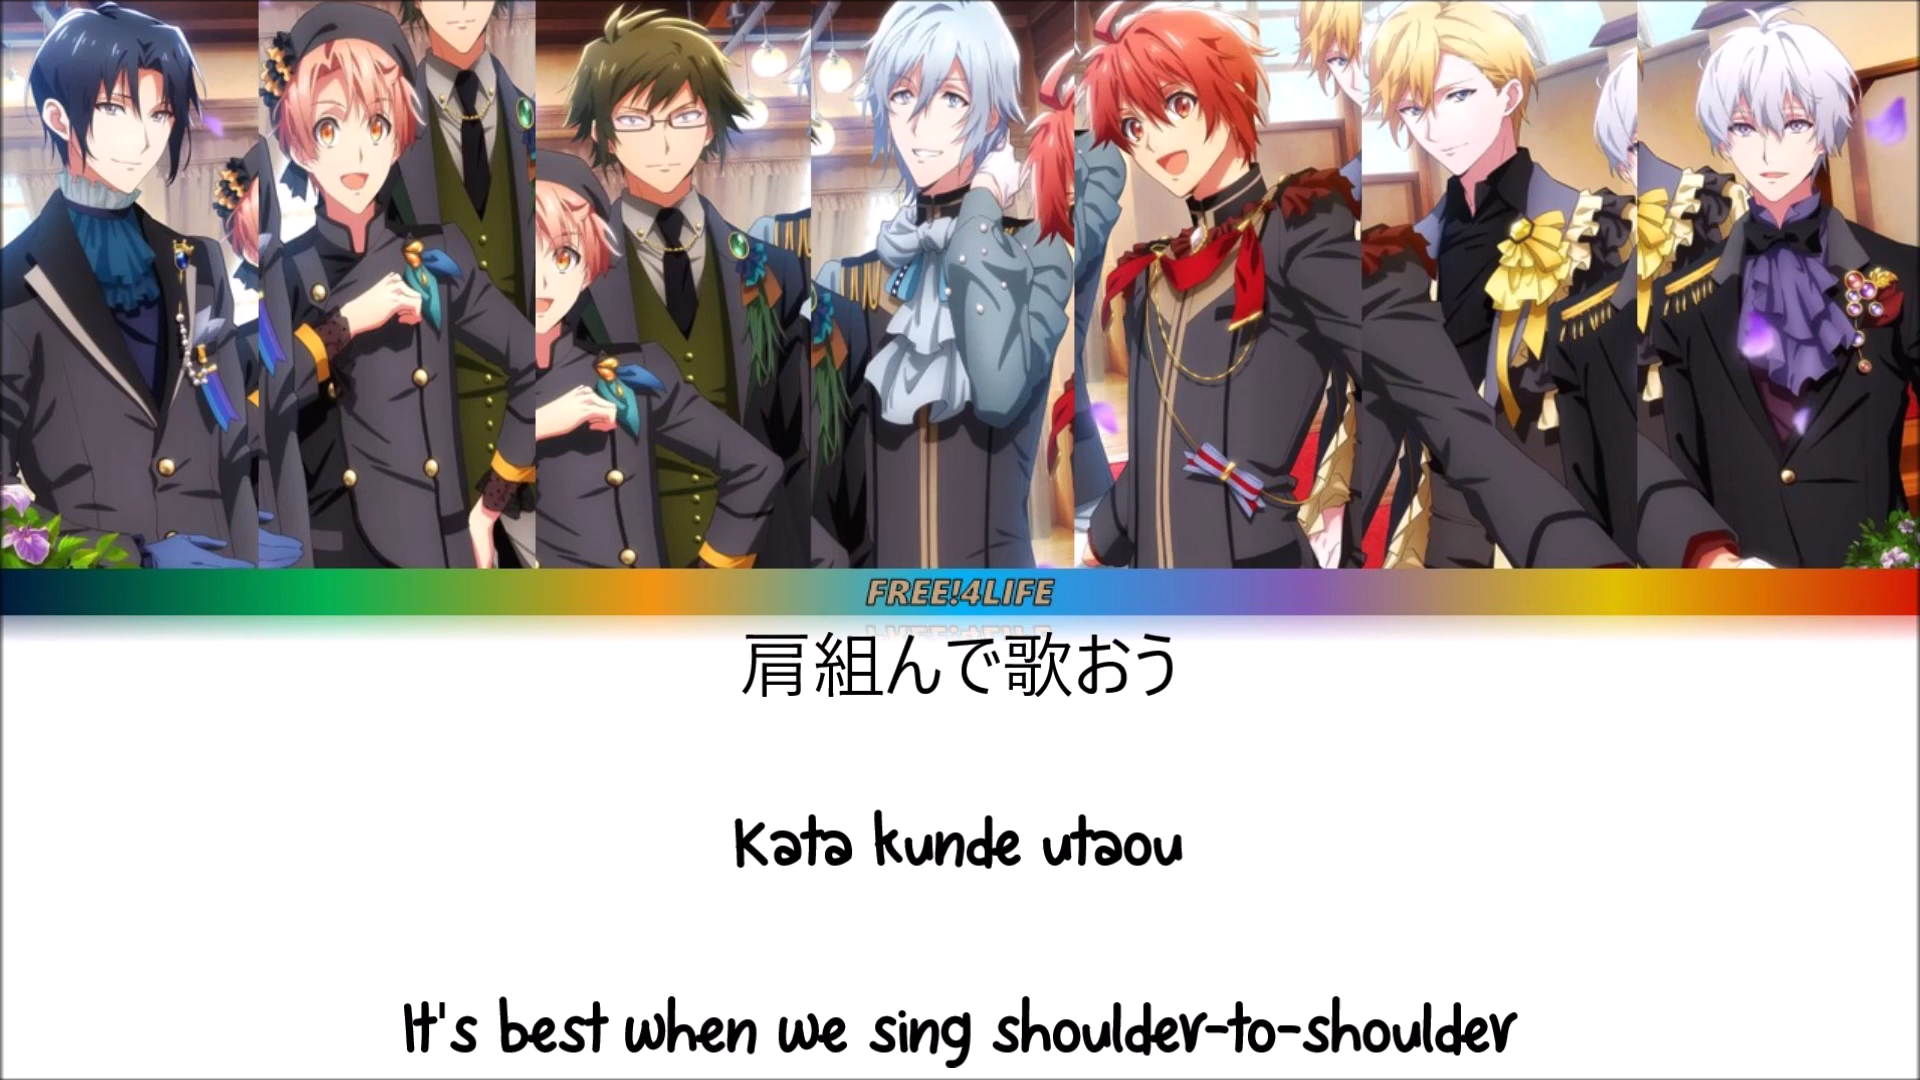 FREE!4LIFE
肩組んで歌おう
Kata kunde utaou
It's best when we sing shoulder-to-shoulder